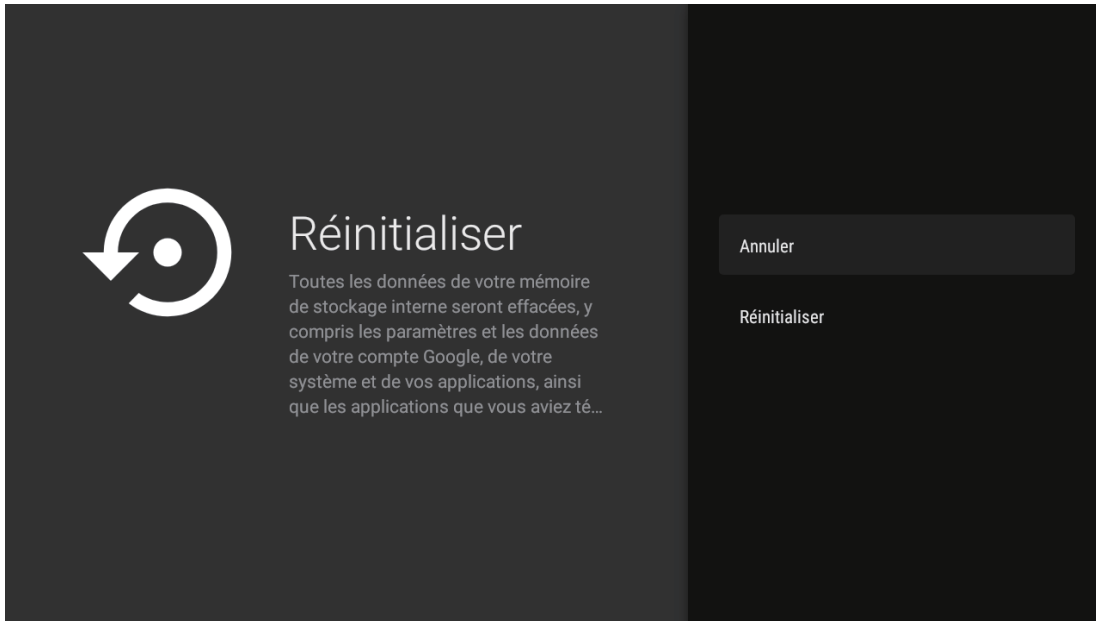 Réinitialiser
Toutes les données de votre mémoire
de stockage interne seront effacées, y
compris les paramètres et les données
de votre compte Google, de votre
système et de vos applications, ainsi
que les applications que vous aviez té…
Annuler
Réinitialiser